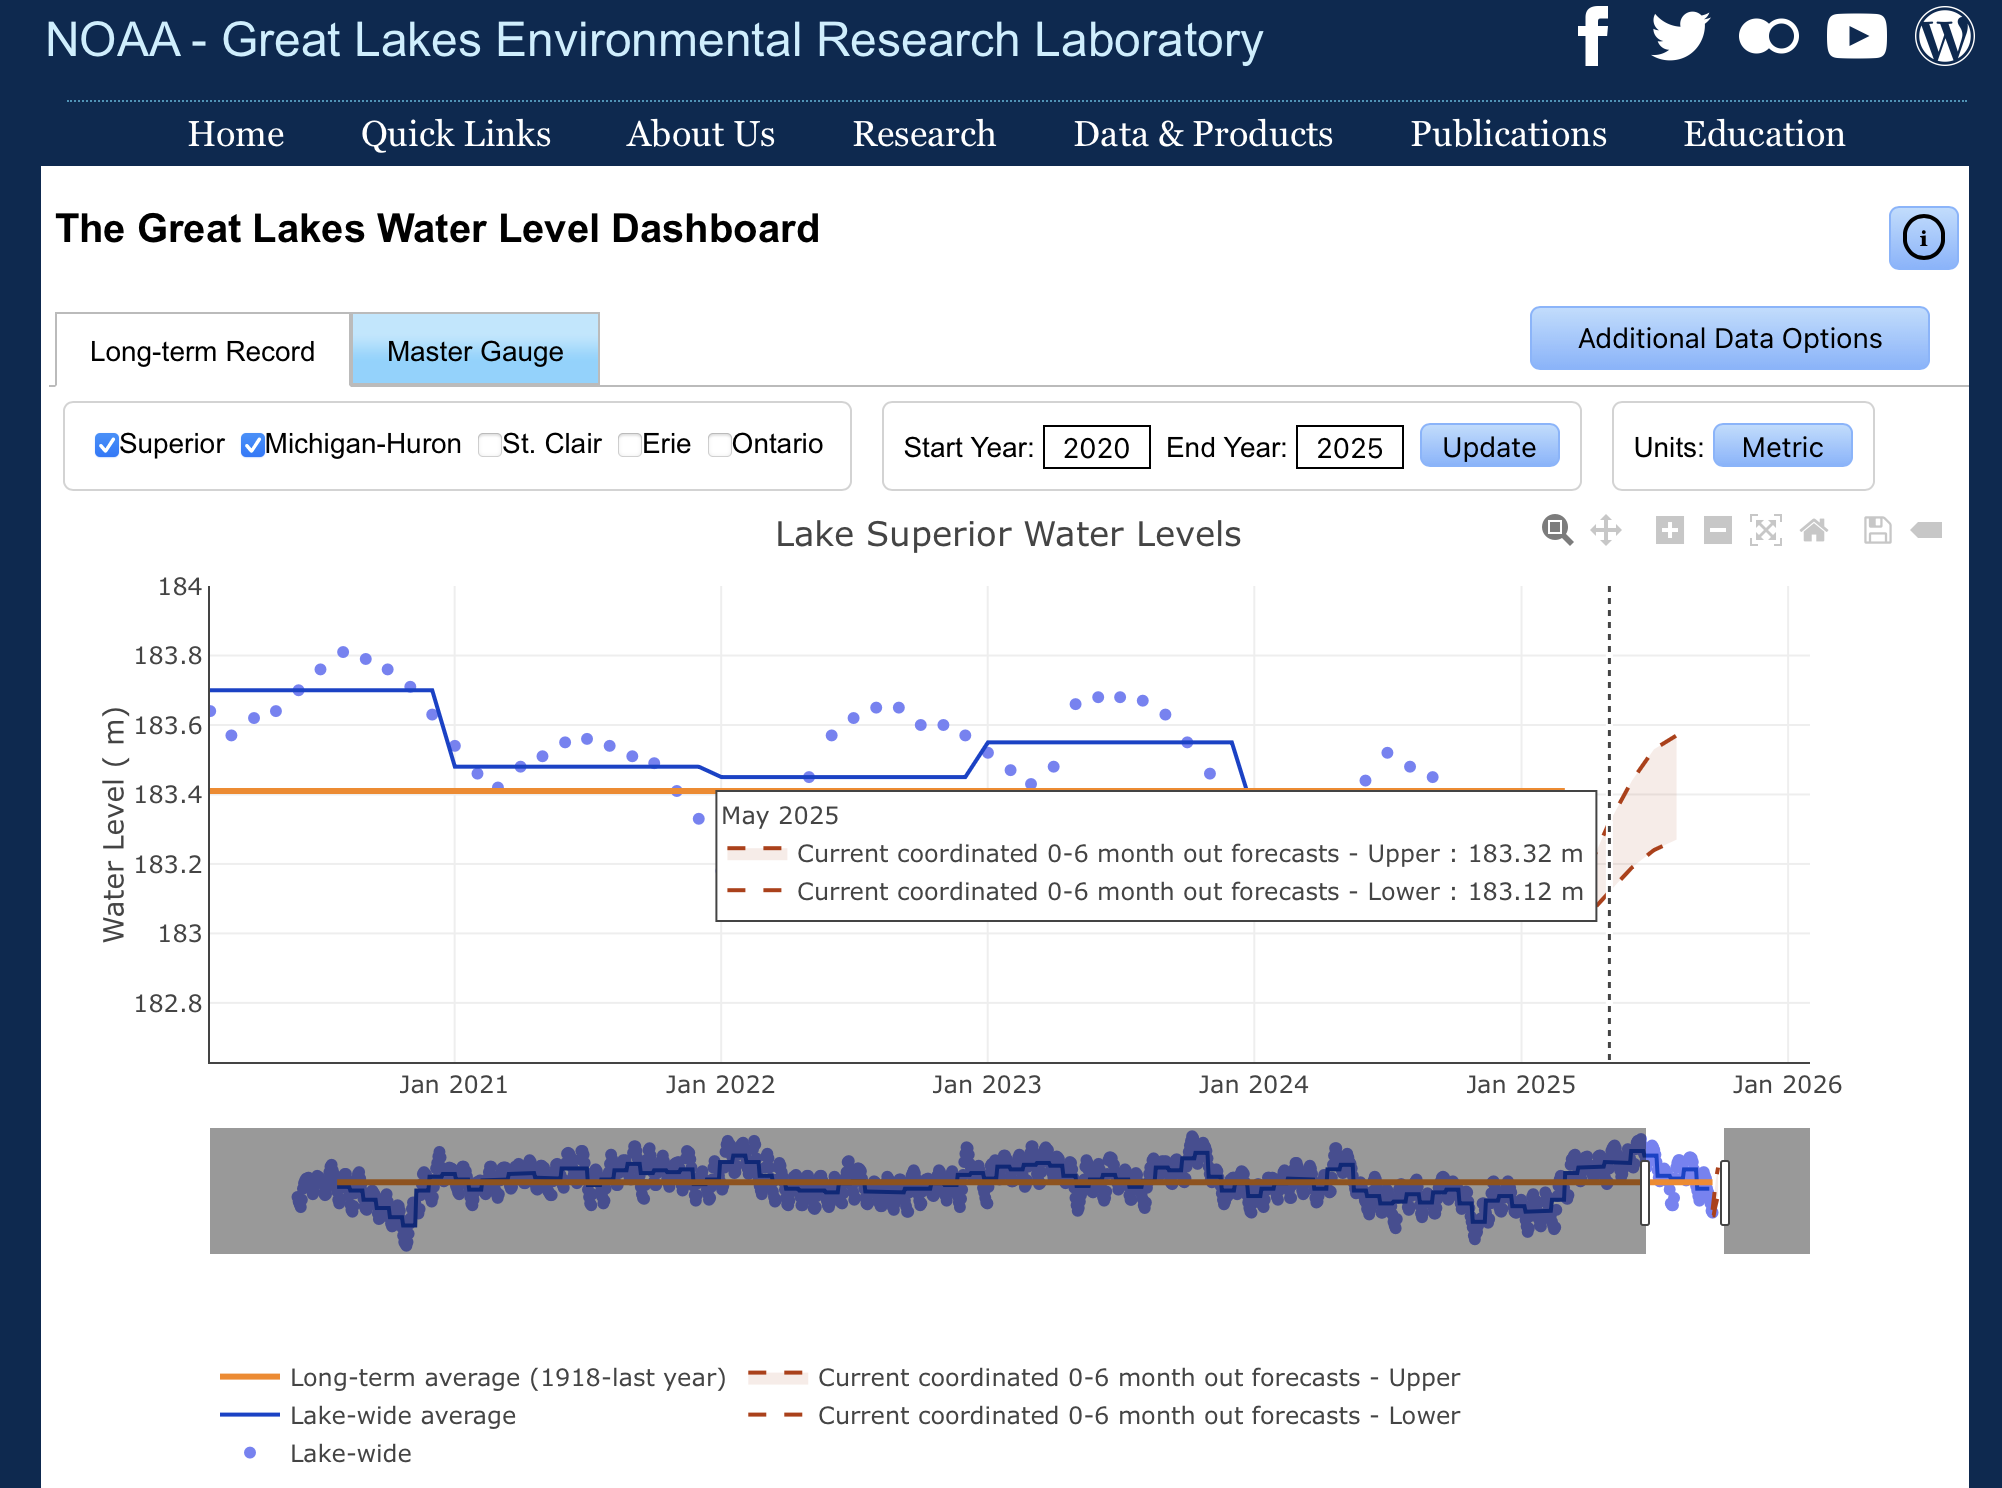 NOAA - Great Lakes Environmental Research Laboratory
Home Quick Links About Us Research Data & Products Publications Education
The Great Lakes Water Level Dashboard
i
Long-term Record Master Gauge Additional Data Options
Superior Michigan-Huron St. Clair Erie Ontario Start Year: 2020 End Year: 2025 Update Units: Metric
Lake Superior Water Levels
184
183.8
183.6
183.4
183.2
183
182.8
Water Level ( m)
May 2025
Current coordinated 0-6 month out forecasts - Upper : 183.32 m
Current coordinated 0-6 month out forecasts - Lower : 183.12 m
Jan 2021 Jan 2022 Jan 2023 Jan 2024 Jan 2025 Jan 2026
Long-term average (1918-last year) Current coordinated 0-6 month out forecasts - Upper
Lake-wide average Current coordinated 0-6 month out forecasts - Lower
Lake-wide